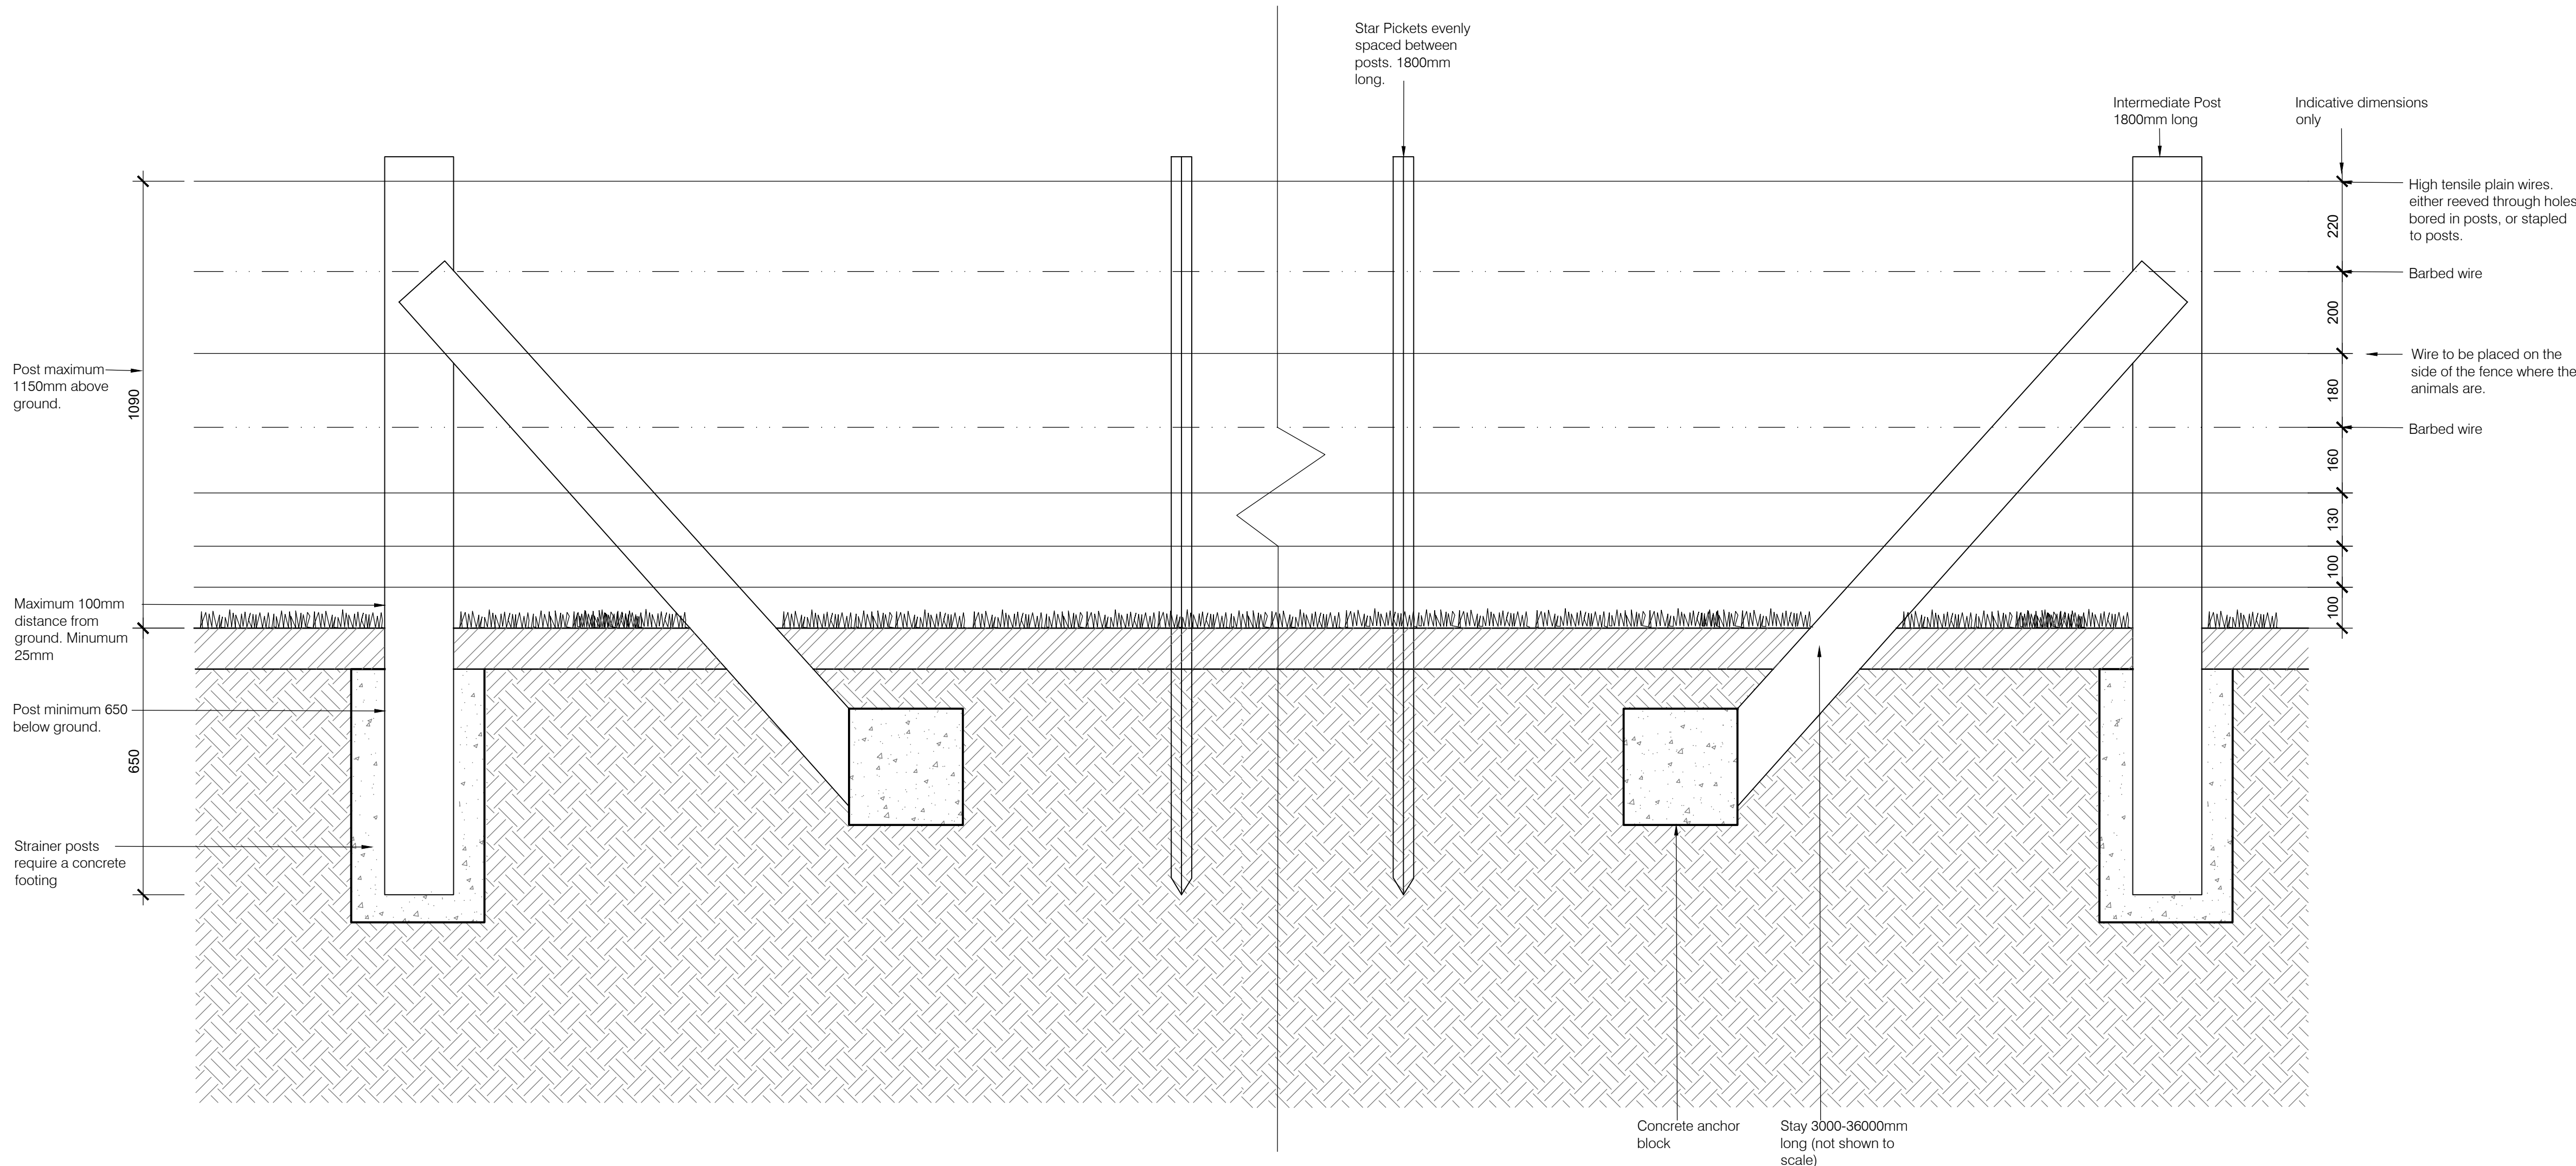 Star Pickets evenly
spaced between
posts. 1800mm
long.
Intermediate Post
1800mm long
Indicative dimensions
only
High tensile plain wires.
either reeved through holes
bored in posts, or stapled
to posts.
220
Barbed wire
200
Wire to be placed on the
side of the fence where the
animals are.
180
Barbed wire
160
130
100
100
Post maximum
1150mm above
ground.
1090
Maximum 100mm
distance from
ground. Minumum
25mm
Post minimum 650
below ground.
650
Strainer posts
require a concrete
footing
Concrete anchor
block
Stay 3000-36000mm
long (not shown to
scale)